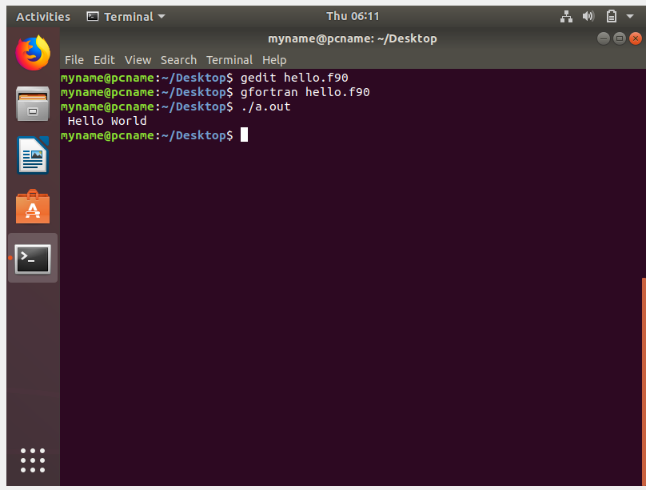 Activities Terminal Thu 06:11
myname@pcname: ~/Desktop
File Edit View Search Terminal Help
myname@pcname:~/Desktop$ gedit hello.f90
myname@pcname:~/Desktop$ gfortran hello.f90
myname@pcname:~/Desktop$ ./a.out
Hello World
myname@pcname:~/Desktop$